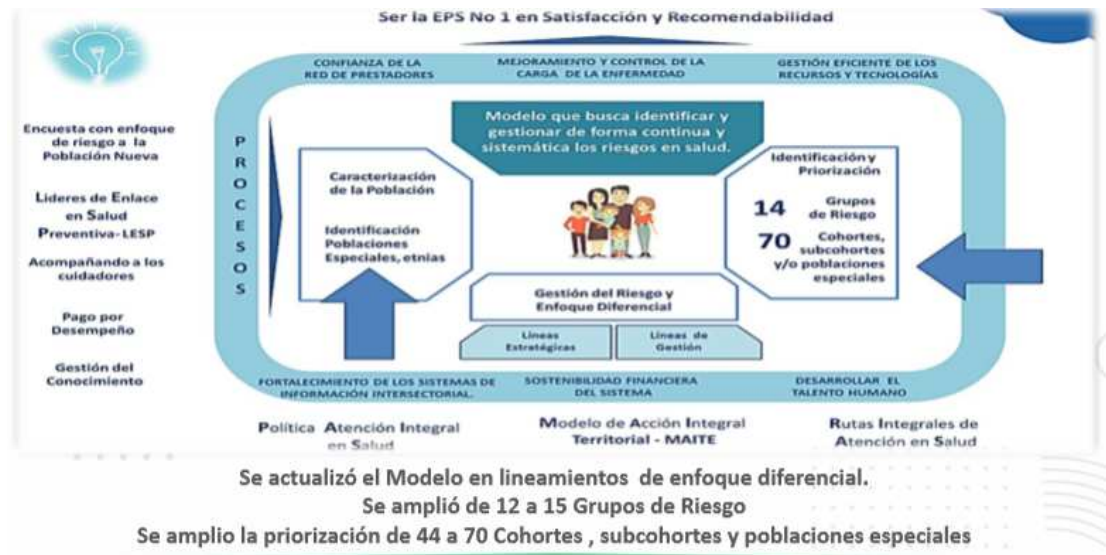 Ser la EPS No 1 en Satisfacción y Recomendabilidad
CONFIANZA DE LA
RED DE PRESTADORES
MEJORAMIENTO Y CONTROL DE LA
CARGA DE LA ENFERMEDAD
GESTIÓN EFICIENTE DE LOS
RECURSOS Y TECNOLOGÍAS
Encuesta con enfoque
de riesgo a la
Población Nueva
Lideres de Enlace
en Salud
Preventiva-LESP
Acompañando a los
cuidadores
Pago por
Desempeño
Gestión del
Conocimiento
PROCESOS
Caracterización
de la Población
Identificación
Poblaciones
Especiales, etnias
Modelo que busca identificar y
gestionar de forma continua y
sistemática los riesgos en salud.
Gestión del Riesgo y
Enfoque Diferencial
Líneas
Estratégicas
Líneas de
Gestión
Identificación y
Priorización
14 Grupos
de Riesgo
70 Cohortes,
subcohortes
y/o poblaciones
especiales
FORTALECIMIENTO DE LOS SISTEMAS DE
INFORMACIÓN INTERSECTORIAL.
SOSTENIBILIDAD FINANCIERA
DEL SISTEMA
DESARROLLAR EL
TALENTO HUMANO
Política Atención Integral
en Salud
Modelo de Acción Integral
Territorial - MAITE
Rutas Integrales de
Atención en Salud
Se actualizó el Modelo en lineamientos de enfoque diferencial.
Se amplió de 12 a 15 Grupos de Riesgo
Se amplio la priorización de 44 a 70 Cohortes , subcohortes y poblaciones especiales